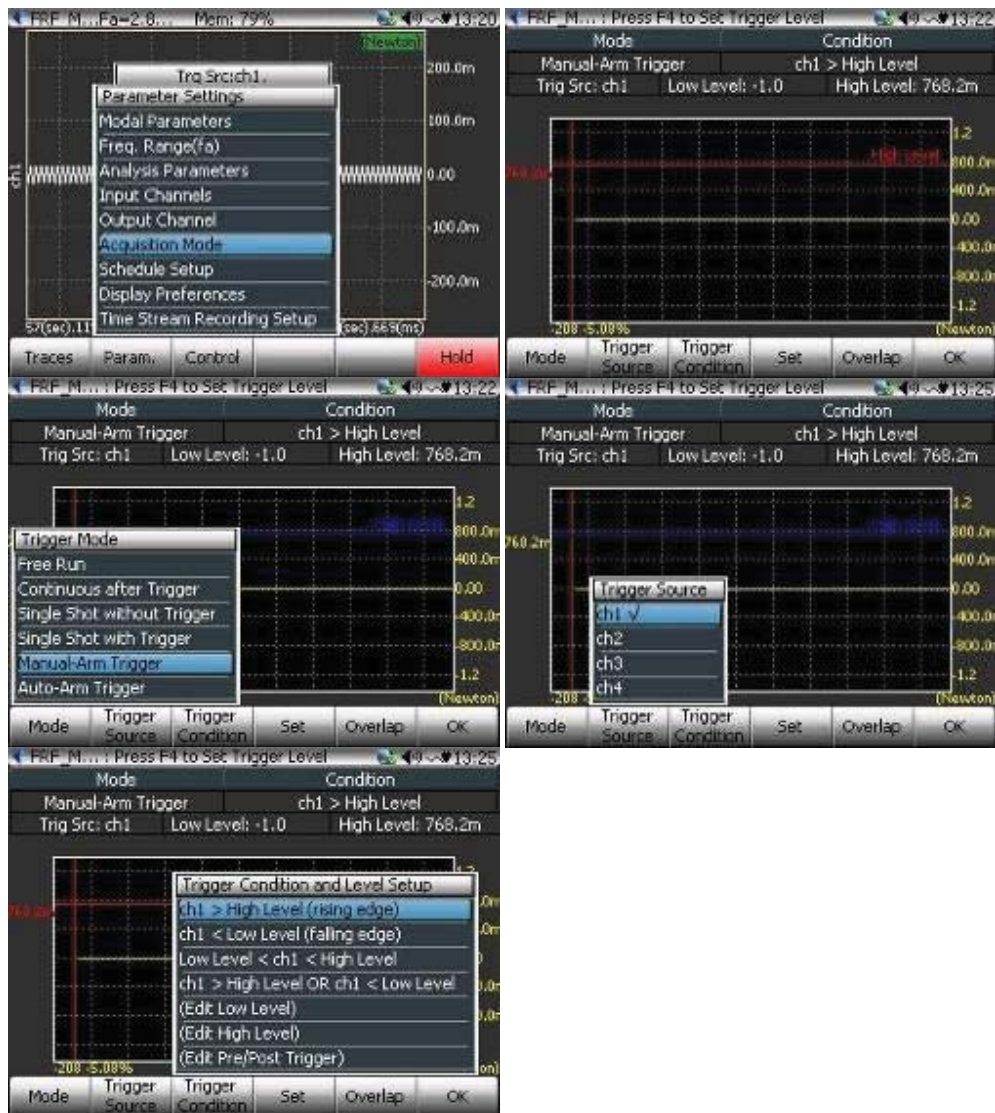 FRF_M...Fa=2.8... Mem: 79% 13:20
(Newton)
Trg Src:ch1.
Parameter Settings
Modal Parameters
Freq. Range(fa)
Analysis Parameters
Input Channels
Output Channel
Acquisition Mode
Schedule Setup
Display Preferences
Time Stream Recording Setup
ch1
200.0m
100.0m
0.00
-100.0m
-200.0m
Traces Param. Control Hold
FRF_M... : Press F4 to Set Trigger Level 13:22
Mode Condition
Manual-Arm Trigger ch1 > High Level
Trig Src: ch1 Low Level: -1.0 High Level: 768.2m
High Level
1.2
800.0m
400.0m
0.00
-400.0m
-800.0m
-1.2
-208 -5.08% (Newton)
Mode Trigger Source Trigger Condition Set Overlap OK
FRF_M... : Press F4 to Set Trigger Level 13:22
Mode Condition
Manual-Arm Trigger ch1 > High Level
Trig Src: ch1 Low Level: -1.0 High Level: 768.2m
Trigger Mode
Free Run
Continuous after Trigger
Single Shot without Trigger
Single Shot with Trigger
Manual-Arm Trigger
Auto-Arm Trigger
1.2
800.0m
400.0m
0.00
-400.0
-800.0
-1.2
(Newton)
Mode Trigger Source Trigger Condition Set Overlap OK
FRF_M... : Press F4 to Set Trigger Level 13:25
Mode Condition
Manual-Arm Trigger ch1 > High Level
Trig Src: ch1 Low Level: -1.0 High Level: 768.2m
768.2m
Trigger Source
ch1 √
ch2
ch3
ch4
1.2
800.0m
400.0m
0.00
-400.0
-800.0
-1.2
-208 (Newton)
Mode Trigger Source Trigger Condition Set Overlap OK
FRF_M... : Press F4 to Set Trigger Level 13:25
Mode Condition
Manual-Arm Trigger ch1 > High Level
Trig Src: ch1 Low Level: -1.0 High Level: 768.2m
Trigger Condition and Level Setup
ch1 > High Level (rising edge)
ch1 < Low Level (falling edge)
Low Level < ch1 < High Level
ch1 > High Level OR ch1 < Low Level
(Edit Low Level)
(Edit High Level)
(Edit Pre/Post Trigger)
-208 -5.08%
Mode Trigger Source Trigger Condition Set Overlap OK